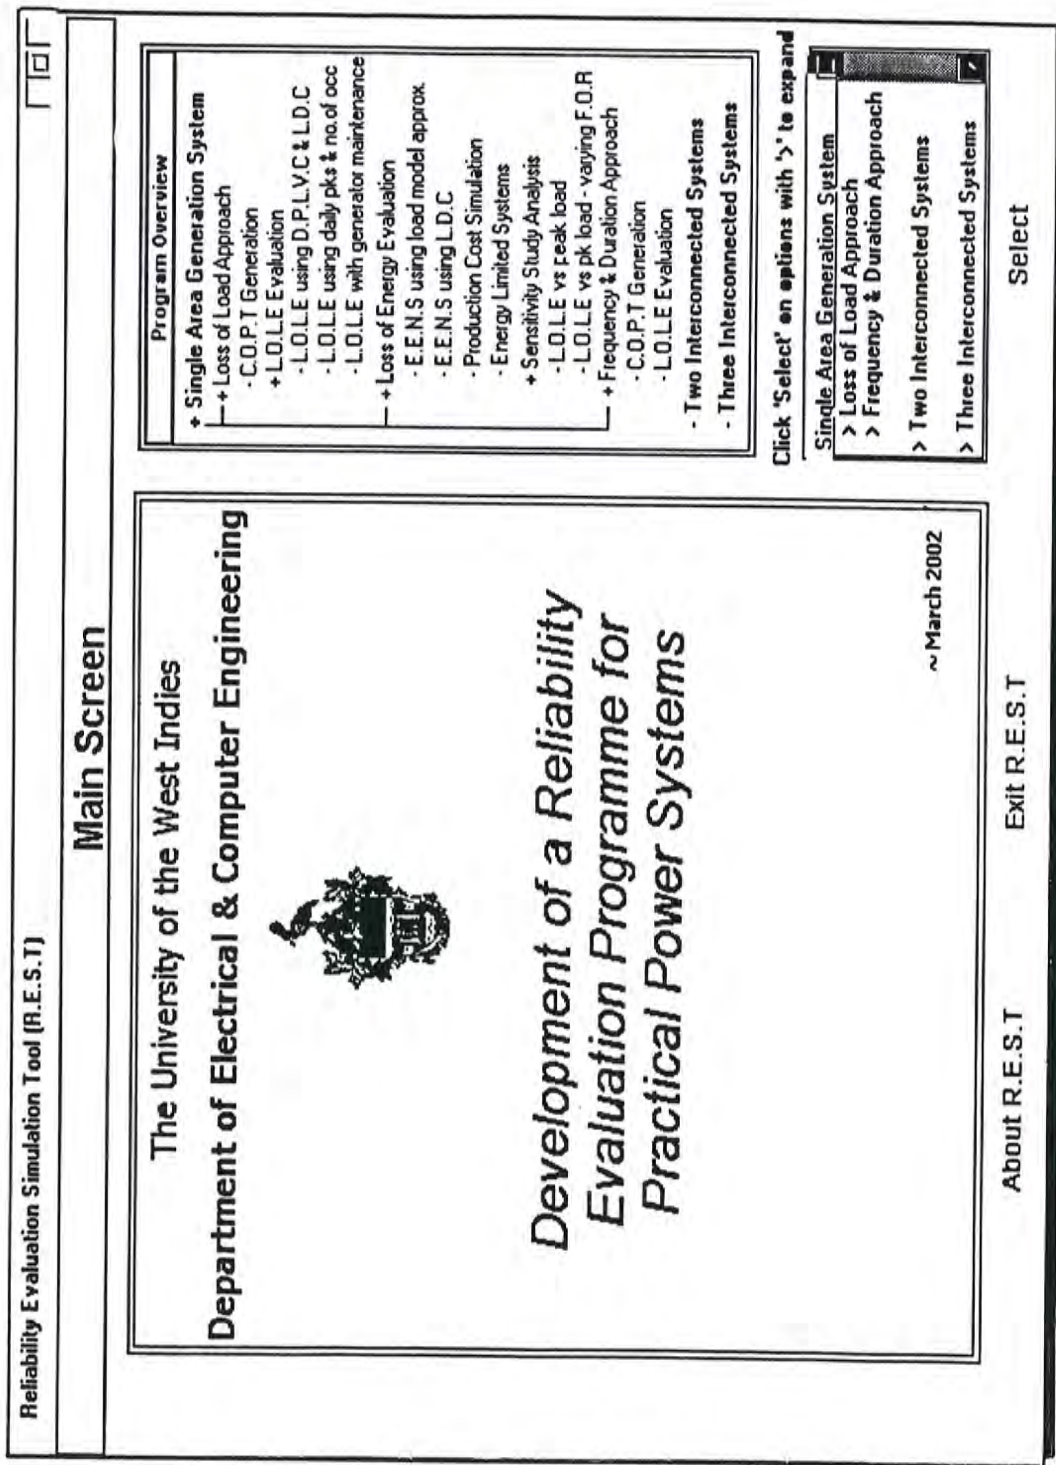 Reliability Evaluation Simulation Tool (R.E.S.T)
Main Screen
The University of the West Indies
Department of Electrical & Computer Engineering
Development of a Reliability
Evaluation Programme for
Practical Power Systems
~ March 2002
Program Overview
+ Single Area Generation System
+ Loss of Load Approach
- C.O.P.T Generation
+ L.O.L.E Evaluation
- L.O.L.E using D.P.L.V.C & L.D.C
- L.O.L.E using daily pks & no.of occ
- L.O.L.E with generator maintenance
+ Loss of Energy Evaluation
- E.E.N.S using load model approx.
- E.E.N.S using L.D.C
- Production Cost Simulation
- Energy Limited Systems
+ Sensitivity Study Analysis
- L.O.L.E vs peak load
- L.O.L.E vs pk load - varying F.O.R
+ Frequency & Duration Approach
- C.O.P.T Generation
- L.O.L.E Evaluation
- Two Interconnected Systems
- Three Interconnected Systems
Click 'Select' on options with '>' to expand
Single Area Generation System
> Loss of Load Approach
> Frequency & Duration Approach
> Two Interconnected Systems
> Three Interconnected Systems
About R.E.S.T
Exit R.E.S.T
Select